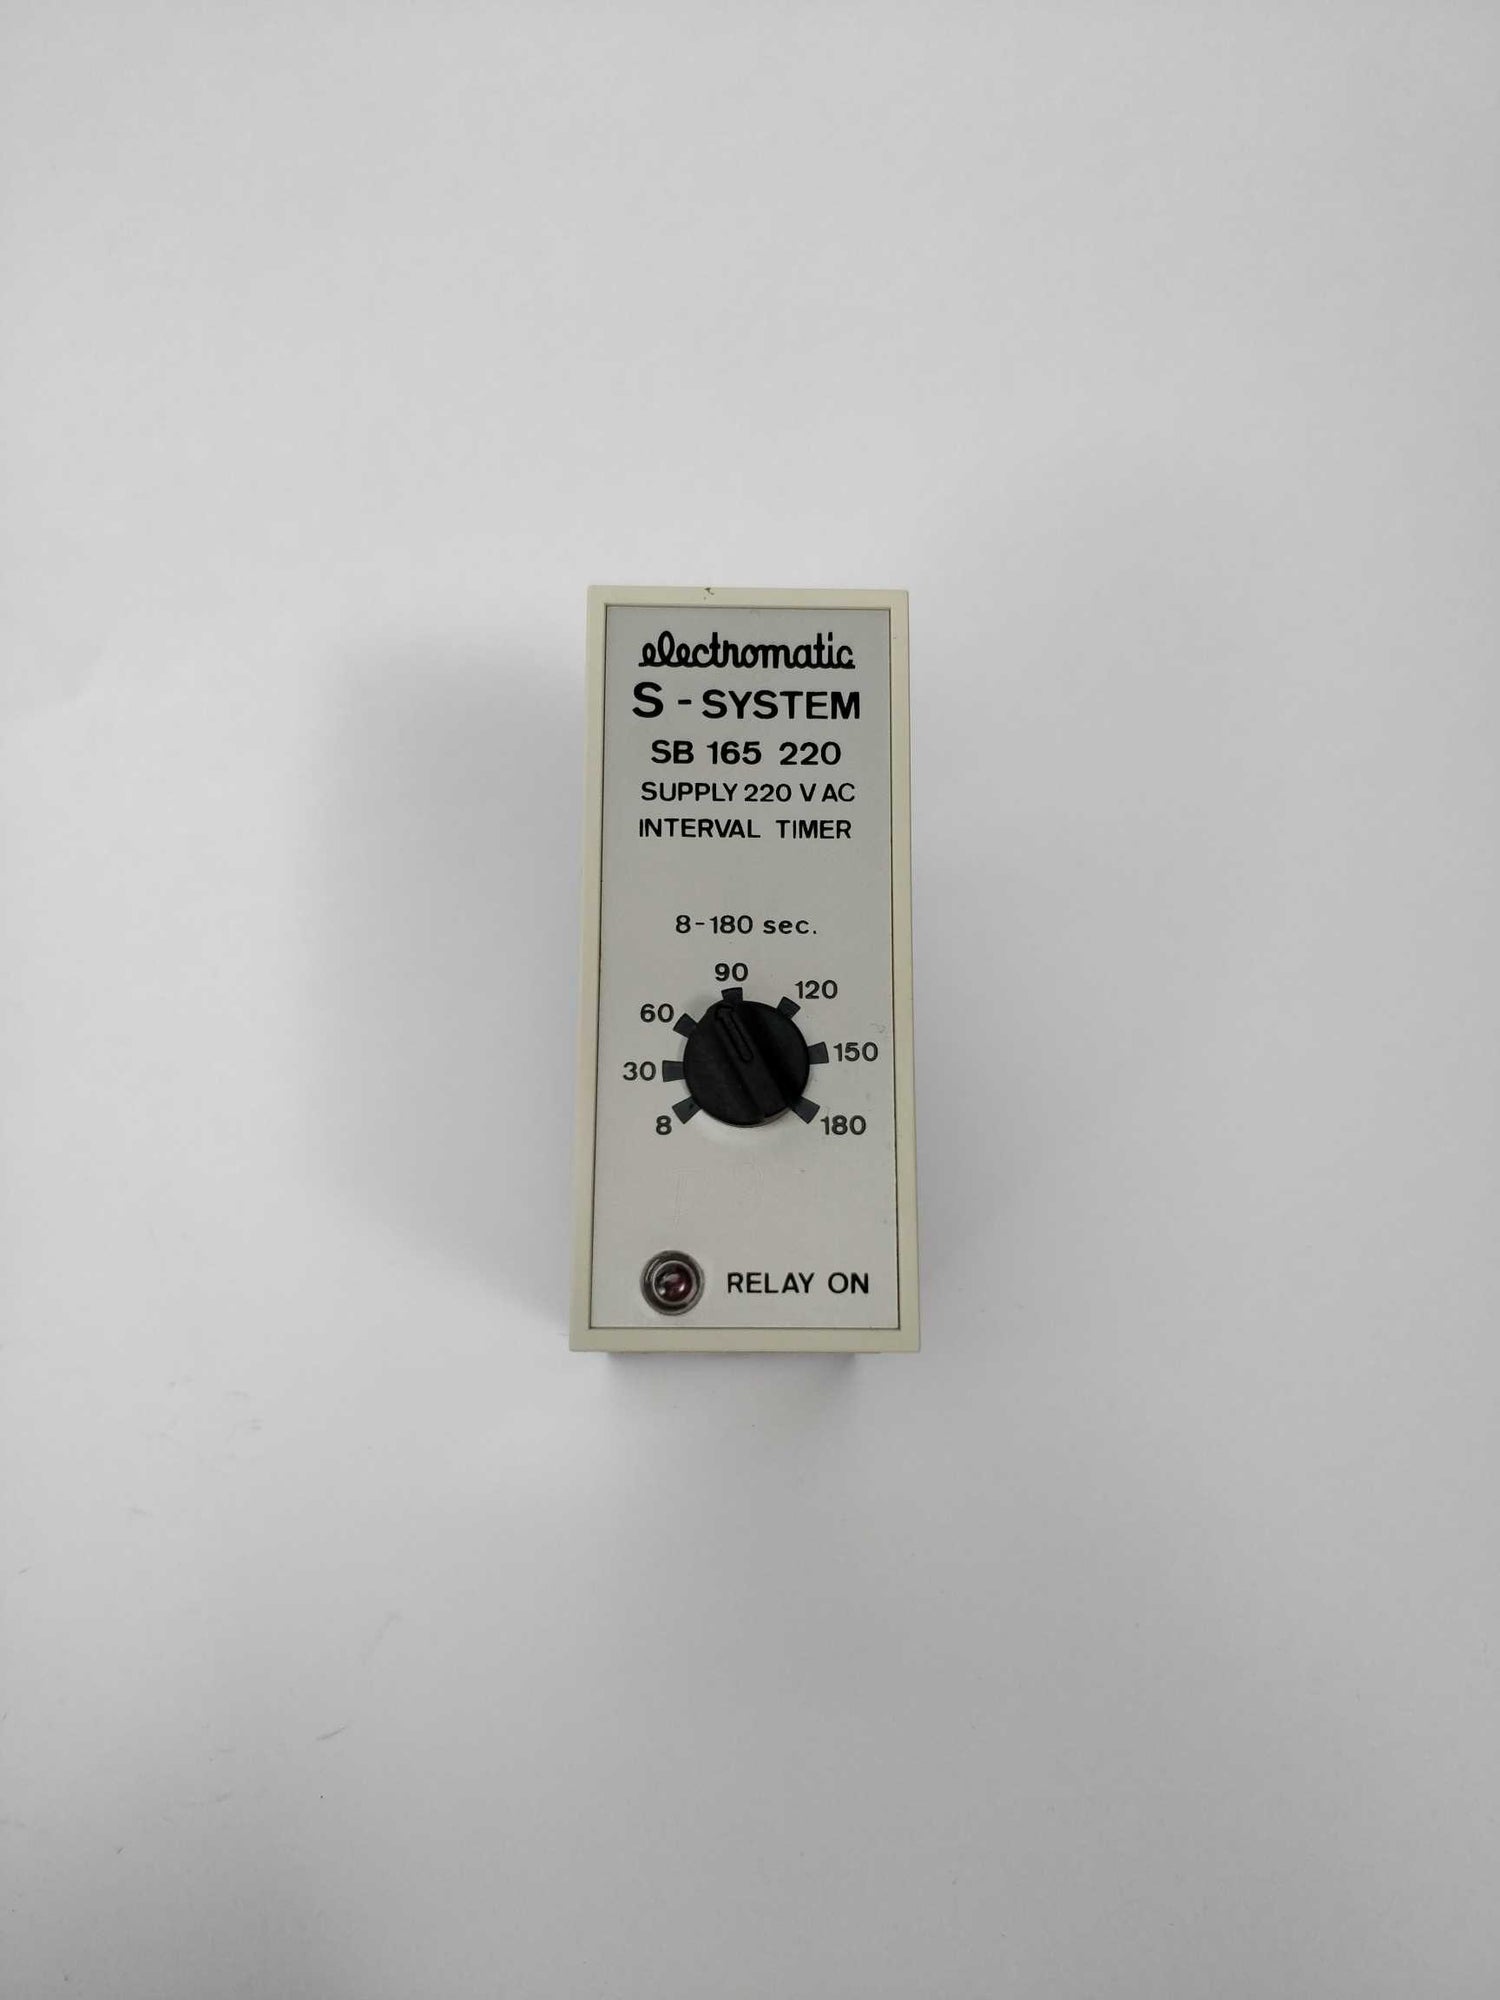 electromatic
S - SYSTEM
SB 165 220
SUPPLY 220 V AC
INTERVAL TIMER
8-180 sec.
90
120
60
150
30
8
180
RELAY ON